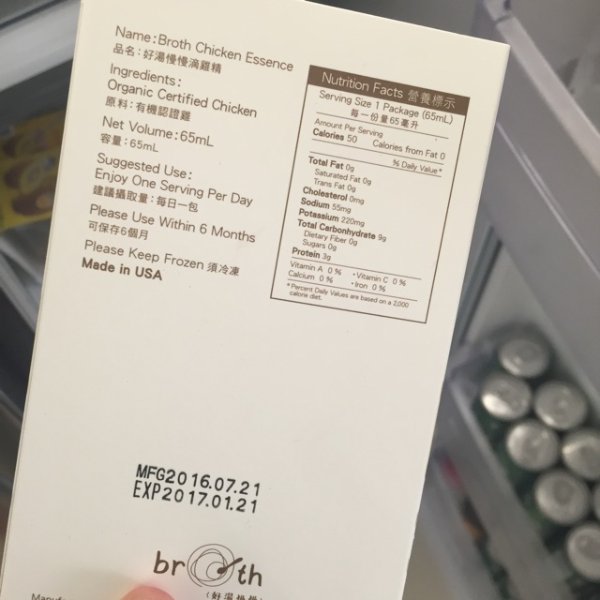 Name: Broth Chicken Essence
品名：好湯慢慢滴雞精
Ingredients:
Organic Certified Chicken
原料：有機認證雞
Net Volume: 65mL
容量：65mL
Suggested Use:
Enjoy One Serving Per Day
建議攝取量：每日一包
Please Use Within 6 Months
可保存6個月
Please Keep Frozen 須冷凍
Made in USA
Nutrition Facts 營養標示
Serving Size 1 Package (65mL)
每一份量65毫升
Amount Per Serving
Calories 50 Calories from Fat 0
% Daily Value*
Total Fat 0g
Saturated Fat 0g
Trans Fat 0g
Cholesterol 0mg
Sodium 55mg
Potassium 220mg
Total Carbohydrate 9g
Dietary Fiber 0g
Sugars 0g
Protein 3g
Vitamin A 0% • Vitamin C 0%
Calcium 0% • Iron 0%
*Percent Daily Values are based on a 2,000
calorie diet.
MFG2016.07.21
EXP2017.01.21
broth